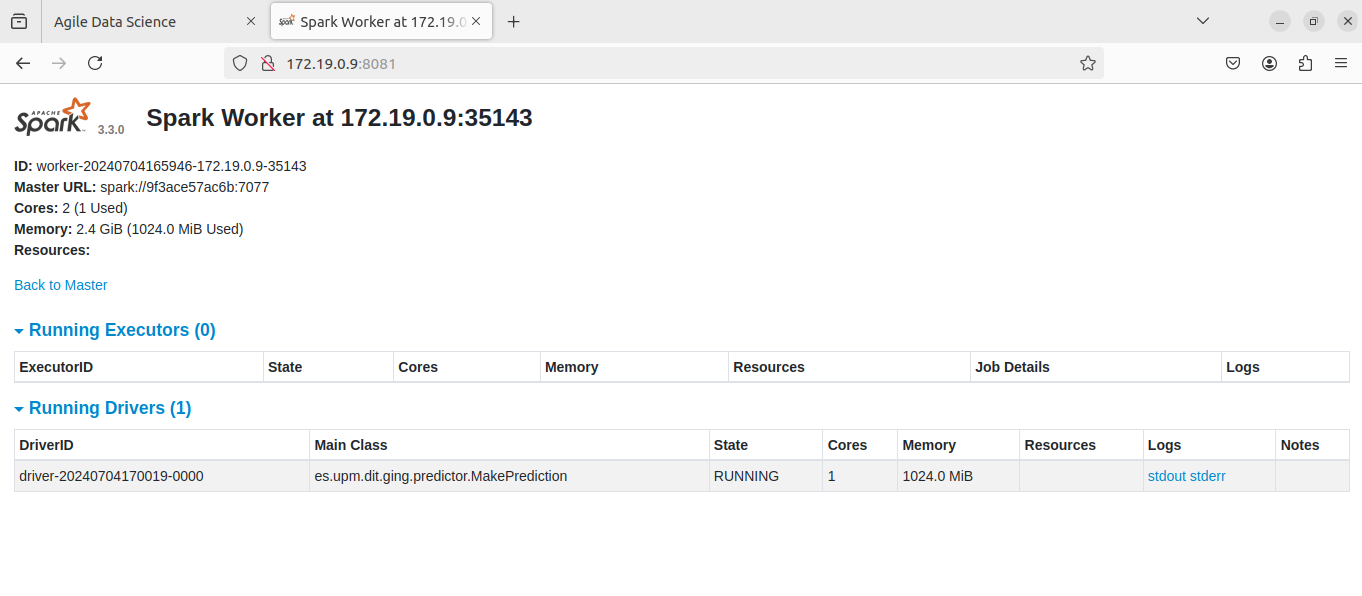 Agile Data Science
Spark Worker at 172.19.0
172.19.0.9:8081
APACHE
Spark 3.3.0
Spark Worker at 172.19.0.9:35143
ID: worker-20240704165946-172.19.0.9-35143
Master URL: spark://9f3ace57ac6b:7077
Cores: 2 (1 Used)
Memory: 2.4 GiB (1024.0 MiB Used)
Resources:
Back to Master
Running Executors (0)
ExecutorID State Cores Memory Resources Job Details Logs
Running Drivers (1)
DriverID Main Class State Cores Memory Resources Logs Notes
driver-20240704170019-0000 es.upm.dit.ging.predictor.MakePrediction RUNNING 1 1024.0 MiB stdout stderr